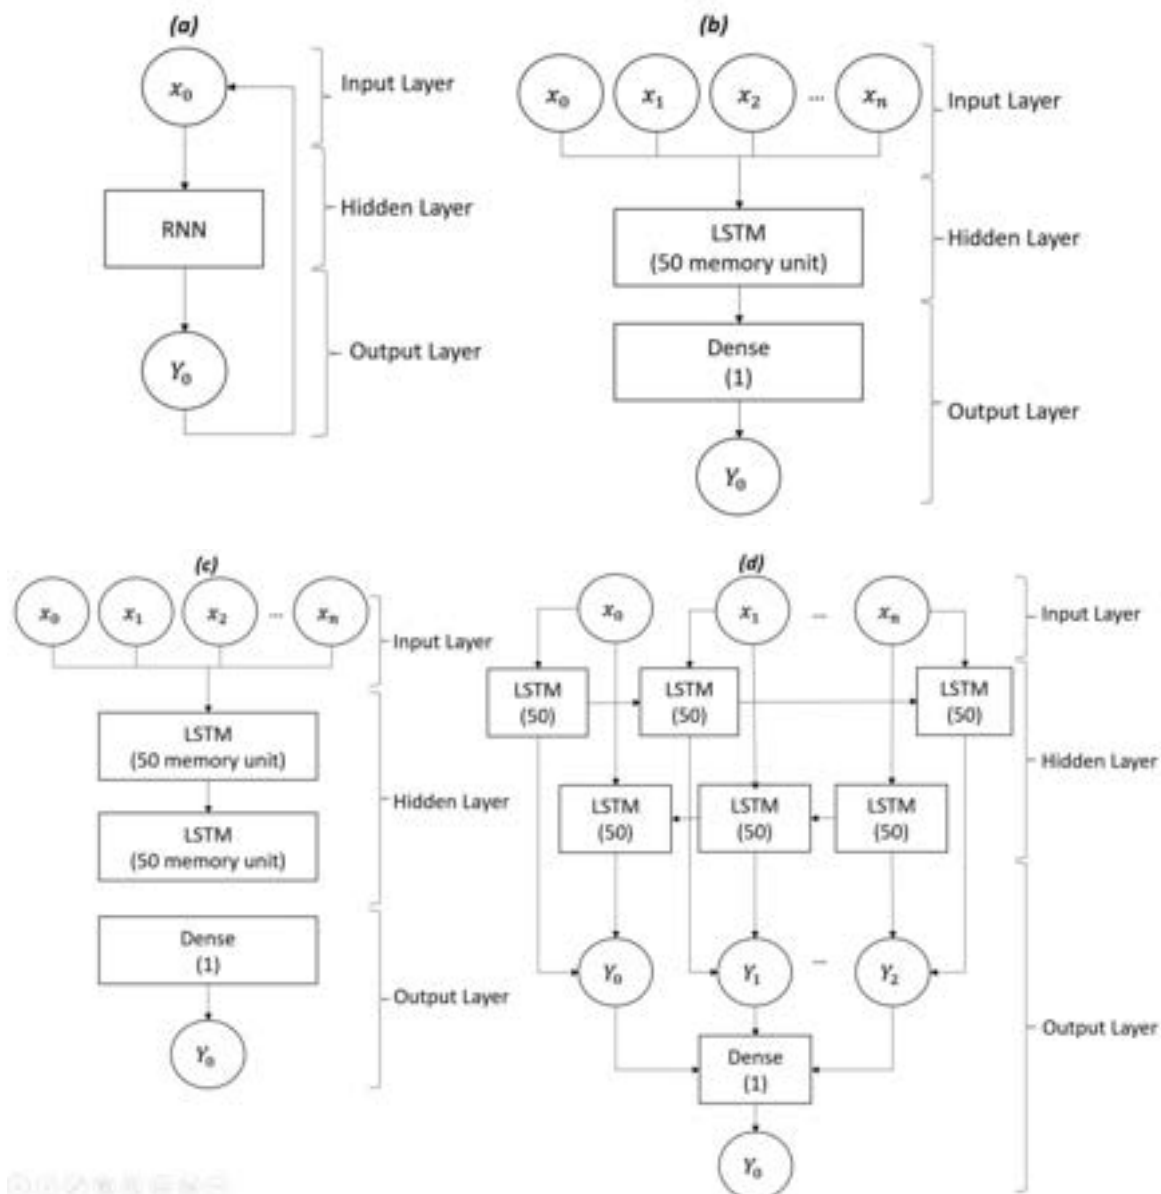 (a)
x₀
Input Layer
RNN
Hidden Layer
Y₀
Output Layer
(b)
x₀ x₁ x₂ ... xₙ
Input Layer
LSTM
(50 memory unit)
Hidden Layer
Dense
(1)
Output Layer
Y₀
(c)
x₀ x₁ x₂ ... xₙ
Input Layer
LSTM
(50 memory unit)
Hidden Layer
LSTM
(50 memory unit)
Dense
(1)
Output Layer
Y₀
(d)
x₀ x₁ ... xₙ
Input Layer
LSTM
(50)
LSTM
(50)
LSTM
(50)
Hidden Layer
LSTM
(50)
LSTM
(50)
LSTM
(50)
Y₀ Y₁ ... Y₂
Output Layer
Dense
(1)
Y₀